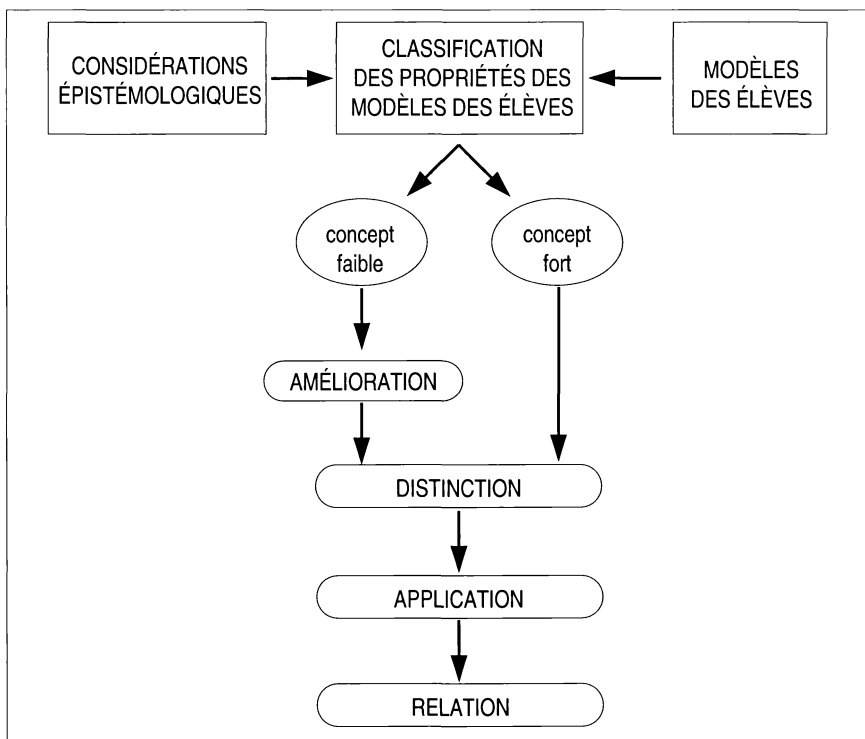 CONSIDÉRATIONS
ÉPISTÉMOLOGIQUES
CLASSIFICATION
DES PROPRIÉTÉS DES
MODÈLES DES ÉLÈVES
MODÈLES
DES ÉLÈVES
concept
faible
concept
fort
AMÉLIORATION
DISTINCTION
APPLICATION
RELATION